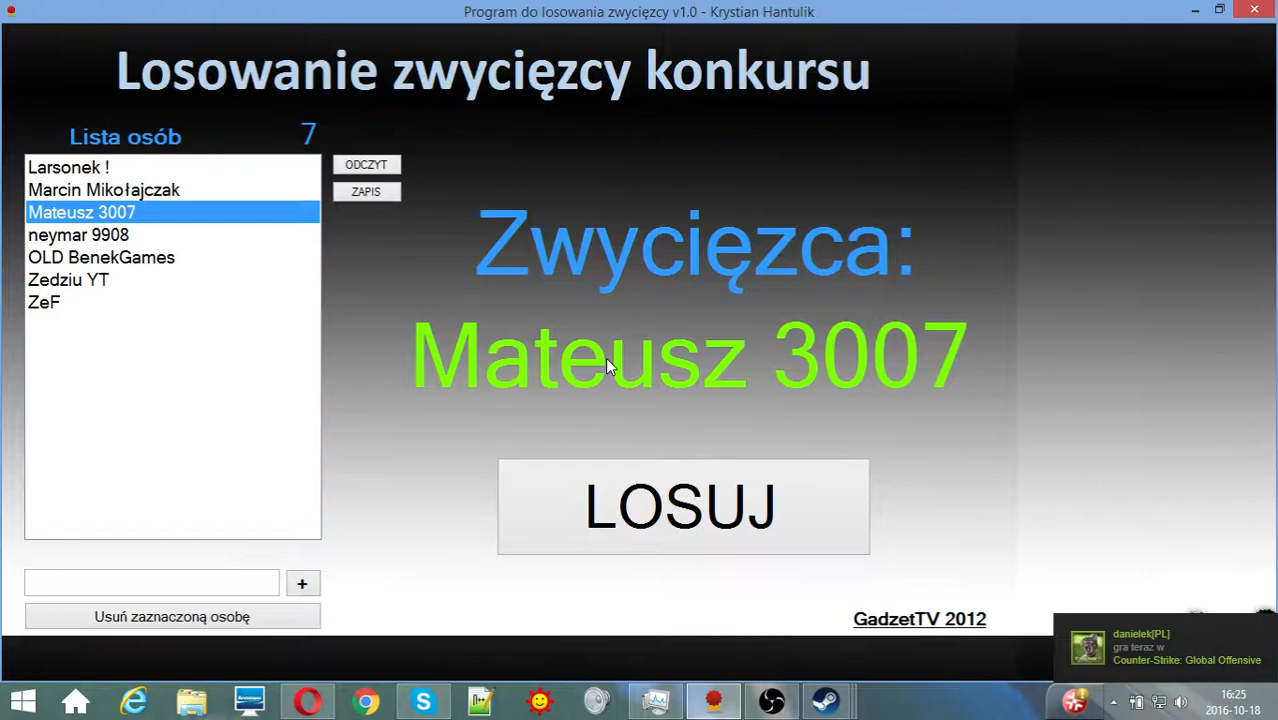 Program do losowania zwycięzcy v1.0 - Krystian Hantulik
Losowanie zwycięzcy konkursu
Lista osób 7
Larsonek !
Marcin Mikołajczak
Mateusz 3007
neymar 9908
OLD BenekGames
Zedziu YT
ZeF
ODCZYT
ZAPIS
Zwycięzca:
Mateusz 3007
LOSUJ
+
Usuń zaznaczoną osobę
GadzetTV 2012
danielek[PL]
gra teraz w
Counter-Strike: Global Offensive
16:25
2016-10-18